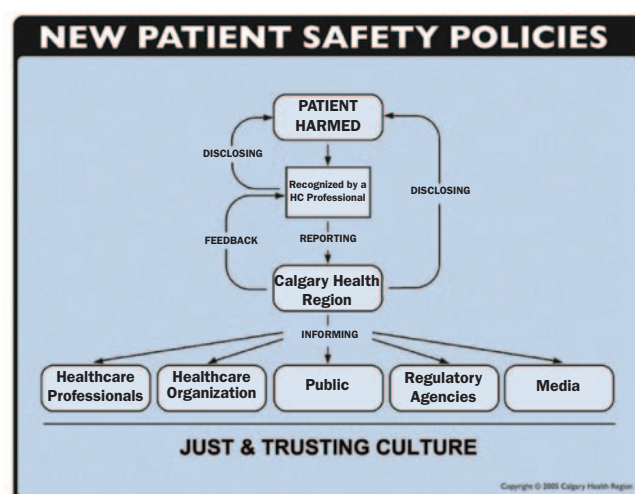 NEW PATIENT SAFETY POLICIES
PATIENT
HARMED
DISCLOSING
Recognized by a
HC Professional
DISCLOSING
FEEDBACK
REPORTING
Calgary Health
Region
INFORMING
Healthcare
Professionals
Healthcare
Organization
Public
Regulatory
Agencies
Media
JUST & TRUSTING CULTURE
Copyright © 2005 Calgary Health Region